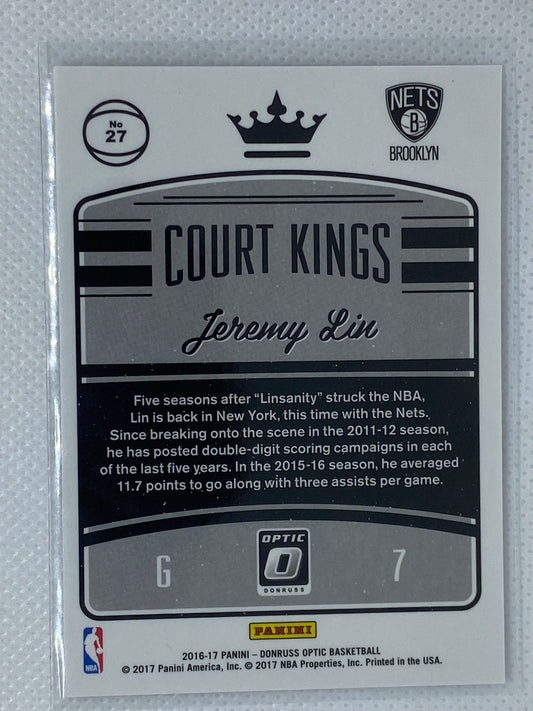 No
27
NETS
B
BROOKLYN
COURT KINGS
Jeremy Lin
Five seasons after “Linsanity” struck the NBA,
Lin is back in New York, this time with the Nets.
Since breaking onto the scene in the 2011-12 season,
he has posted double-digit scoring campaigns in each
of the last five years. In the 2015-16 season, he averaged
11.7 points to go along with three assists per game.
G
OPTIC
O
DONRUSS
7
PANINI
NBA
2016-17 PANINI – DONRUSS OPTIC BASKETBALL
© 2017 Panini America, Inc. © 2017 NBA Properties, Inc. Printed in the USA.